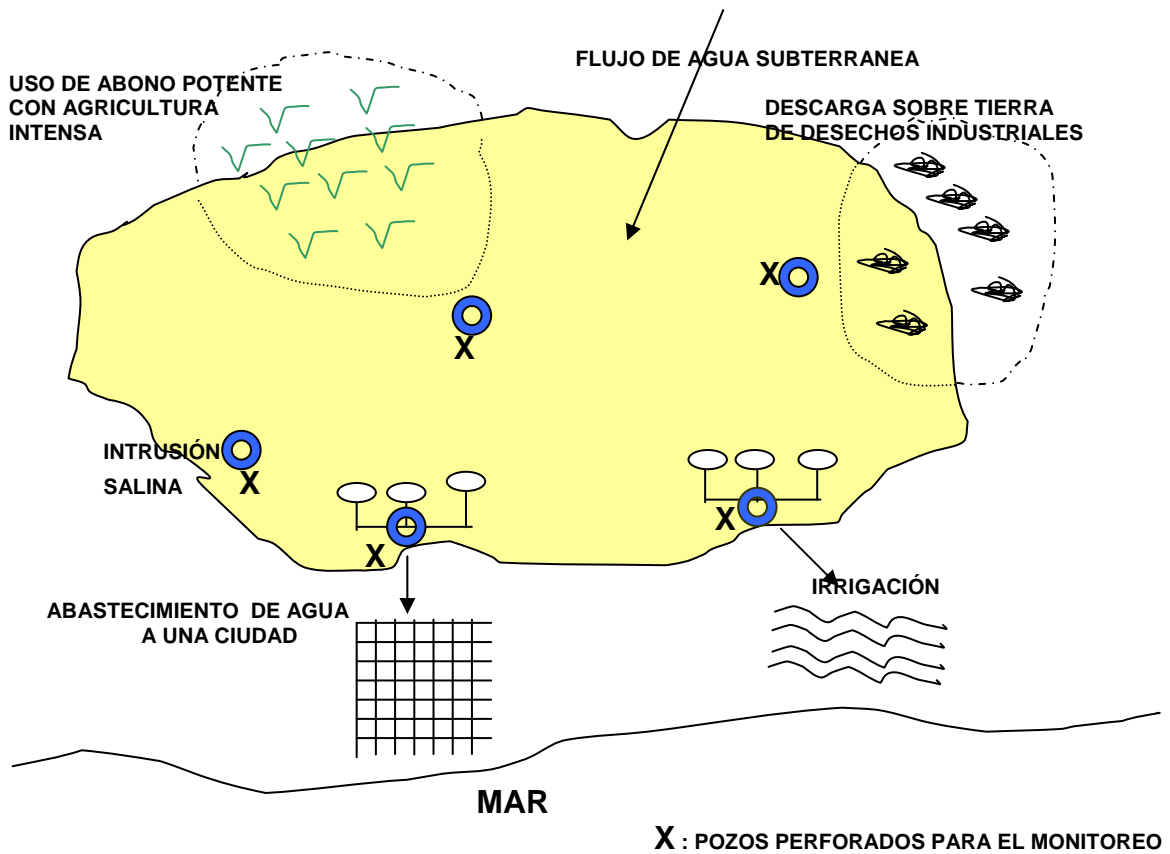 FLUJO DE AGUA SUBTERRANEA
USO DE ABONO POTENTE
CON AGRICULTURA
INTENSA
DESCARGA SOBRE TIERRA
DE DESECHOS INDUSTRIALES
X
X
INTRUSIÓN
SALINA
X
X
X
IRRIGACIÓN
ABASTECIMIENTO DE AGUA
A UNA CIUDAD
MAR
X : POZOS PERFORADOS PARA EL MONITOREO